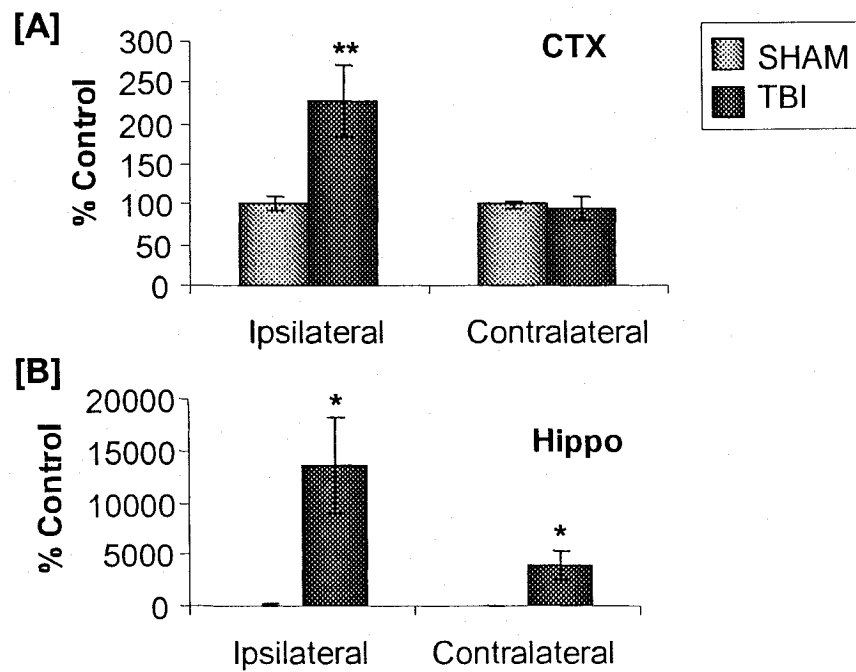 [A]
CTX
SHAM
TBI
% Control
300
250
200
150
100
50
0
**
Ipsilateral
Contralateral
[B]
Hippo
% Control
20000
15000
10000
5000
0
*
*
Ipsilateral
Contralateral